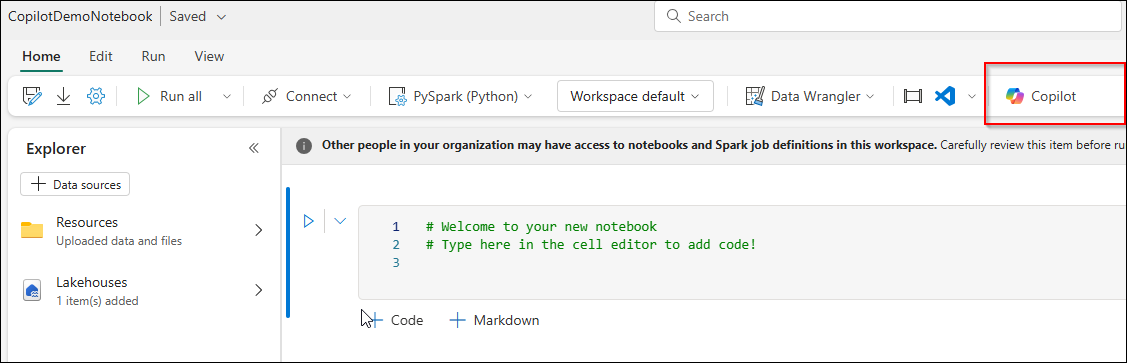 CopilotDemoNotebook Saved Search
Home Edit Run View
Run all Connect PySpark (Python) Workspace default Data Wrangler Copilot
Explorer
Other people in your organization may have access to notebooks and Spark job definitions in this workspace. Carefully review this item before ru
Data sources
Resources
Uploaded data and files
Lakehouses
1 item(s) added
1 # Welcome to your new notebook
2 # Type here in the cell editor to add code!
3
Code Markdown